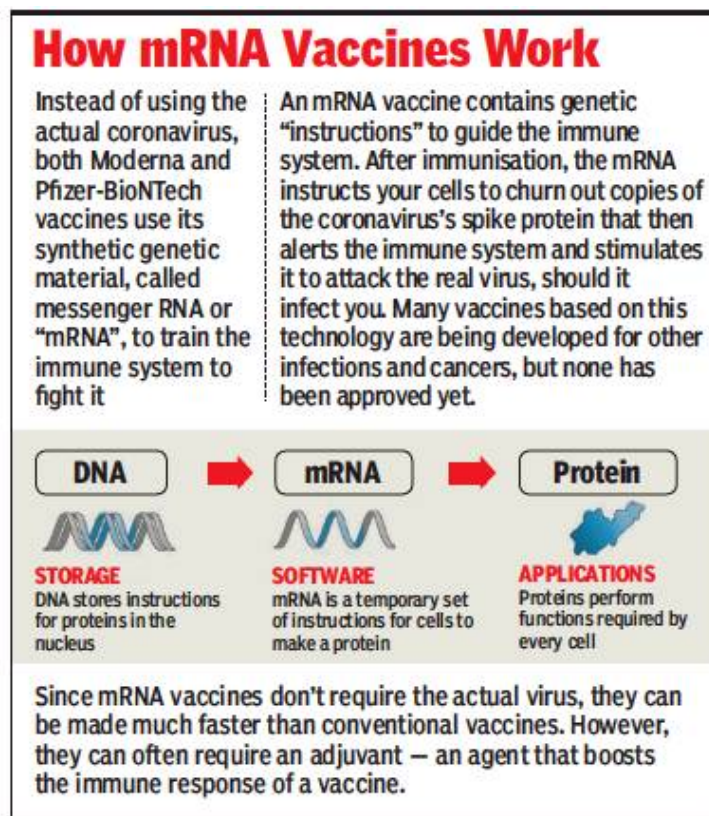 How mRNA Vaccines Work
Instead of using the
actual coronavirus,
both Moderna and
Pfizer-BioNTech
vaccines use its
synthetic genetic
material, called
messenger RNA or
“mRNA”, to train the
immune system to
fight it
An mRNA vaccine contains genetic
“instructions” to guide the immune
system. After immunisation, the mRNA
instructs your cells to churn out copies of
the coronavirus’s spike protein that then
alerts the immune system and stimulates
it to attack the real virus, should it
infect you. Many vaccines based on this
technology are being developed for other
infections and cancers, but none has
been approved yet.
DNA
mRNA
Protein
STORAGE
DNA stores instructions
for proteins in the
nucleus
SOFTWARE
mRNA is a temporary set
of instructions for cells to
make a protein
APPLICATIONS
Proteins perform
functions required by
every cell
Since mRNA vaccines don’t require the actual virus, they can
be made much faster than conventional vaccines. However,
they can often require an adjuvant — an agent that boosts
the immune response of a vaccine.